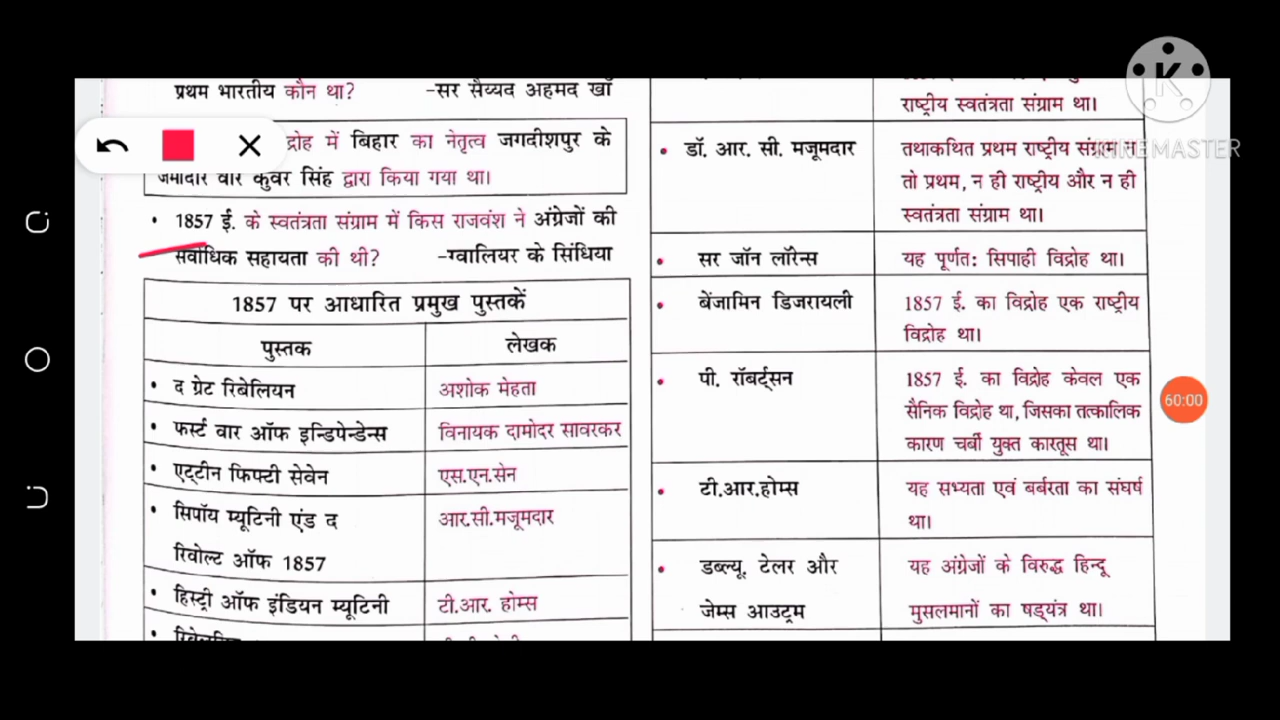 प्रथम भारतीय कौन था? -सर सैय्यद अहमद खाँ
द्रोह में बिहार का नेतृत्व जगदीशपुर के
जमींदार वीर कुंवर सिंह द्वारा किया गया था।
• 1857 ई. के स्वतंत्रता संग्राम में किस राजवंश ने अंग्रेजों की
सर्वाधिक सहायता की थी? -ग्वालियर के सिंधिया
1857 पर आधारित प्रमुख पुस्तकें
पुस्तक लेखक
• द ग्रेट रिबेलियन अशोक मेहता
• फर्स्ट वार ऑफ इन्डिपेन्डेन्स विनायक दामोदर सावरकर
• एट्टीन फिफ्टी सेवेन एस.एन.सेन
• सिपॉय म्यूटिनी एंड द आर.सी.मजूमदार
रिवोल्ट ऑफ 1857
• हिस्ट्री ऑफ इंडियन म्यूटिनी टी.आर. होम्स
राष्ट्रीय स्वतंत्रता संग्राम था।
• डॉ. आर. सी. मजूमदार तथाकथित प्रथम राष्ट्रीय संग्राम न
तो प्रथम, न ही राष्ट्रीय और न ही
स्वतंत्रता संग्राम था।
• सर जॉन लॉरेन्स यह पूर्णत: सिपाही विद्रोह था।
• बेंजामिन डिजरायली 1857 ई. का विद्रोह एक राष्ट्रीय
विद्रोह था।
• पी. रॉबर्ट्सन 1857 ई. का विद्रोह केवल एक
सैनिक विद्रोह था, जिसका तत्कालिक
कारण चर्बी युक्त कारतूस था।
• टी.आर.होम्स यह सभ्यता एवं बर्बरता का संघर्ष
था।
• डब्ल्यू. टेलर और यह अंग्रेजों के विरुद्ध हिन्दू
जेम्स आउट्रम मुसलमानों का षड्यंत्र था।
K
KINEMASTER
60:00